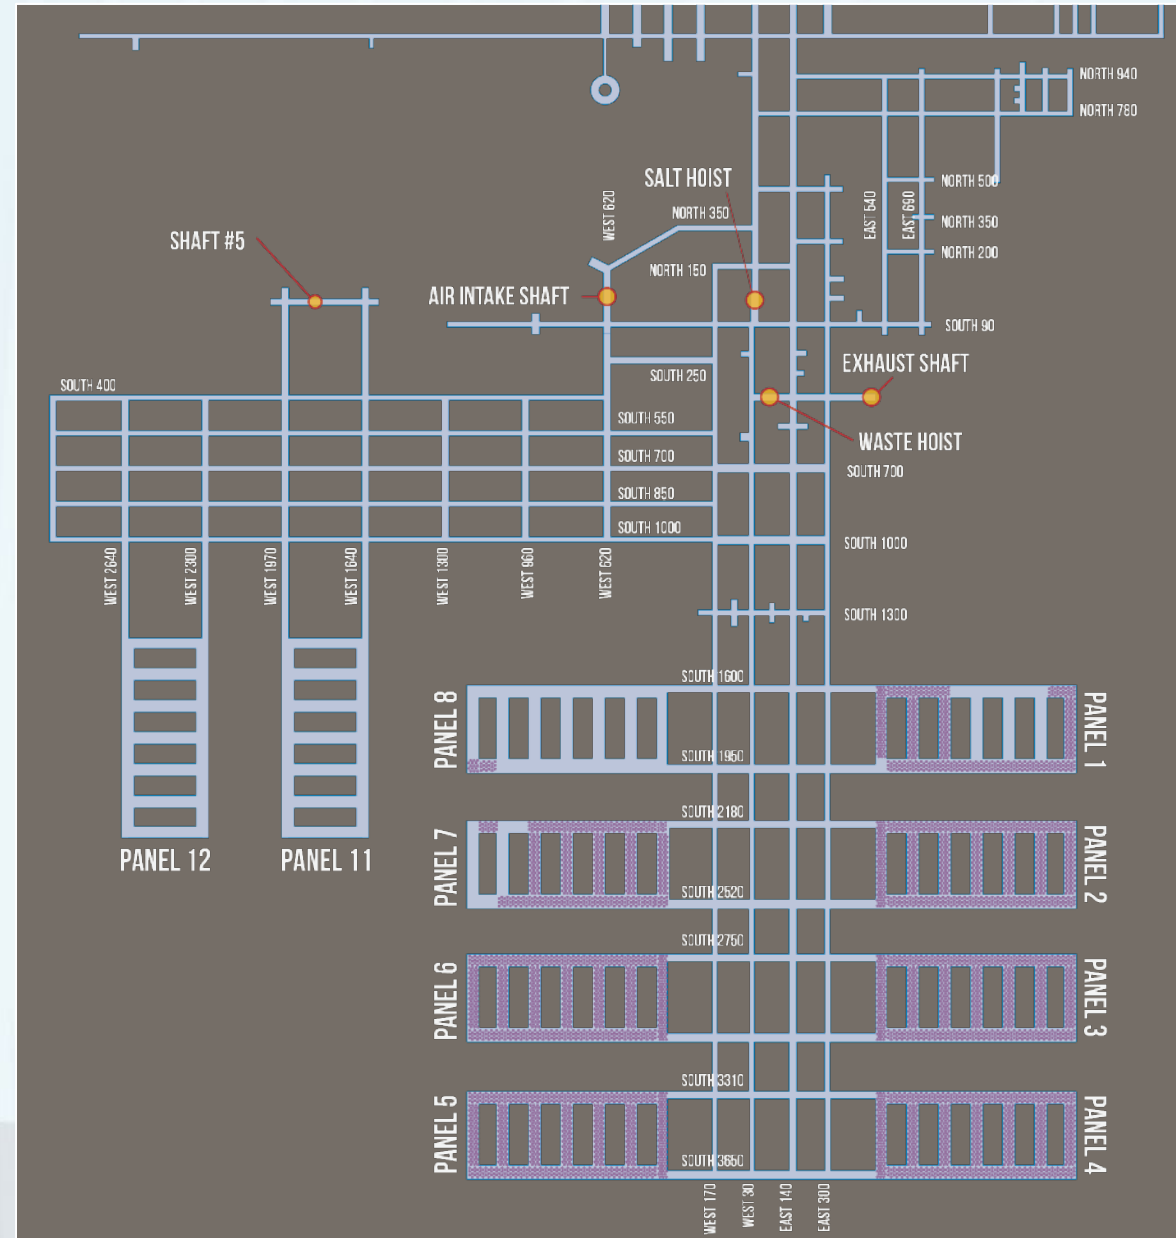 NORTH 940
NORTH 780
SALT HOIST
NORTH 500
WEST 620
NORTH 350
EAST 540
EAST 690
NORTH 350
SHAFT #5
NORTH 200
NORTH 150
AIR INTAKE SHAFT
SOUTH 90
EXHAUST SHAFT
SOUTH 250
SOUTH 400
SOUTH 550
WASTE HOIST
SOUTH 700
SOUTH 700
SOUTH 850
SOUTH 1000
SOUTH 1000
WEST 2640
WEST 2300
WEST 1970
WEST 1640
WEST 1300
WEST 960
WEST 620
SOUTH 1300
SOUTH 1600
PANEL 8
PANEL 1
SOUTH 1950
SOUTH 2180
PANEL 12
PANEL 11
PANEL 7
PANEL 2
SOUTH 2520
SOUTH 2750
PANEL 6
PANEL 3
SOUTH 3310
PANEL 5
PANEL 4
SOUTH 3650
WEST 170
WEST 30
EAST 140
EAST 300